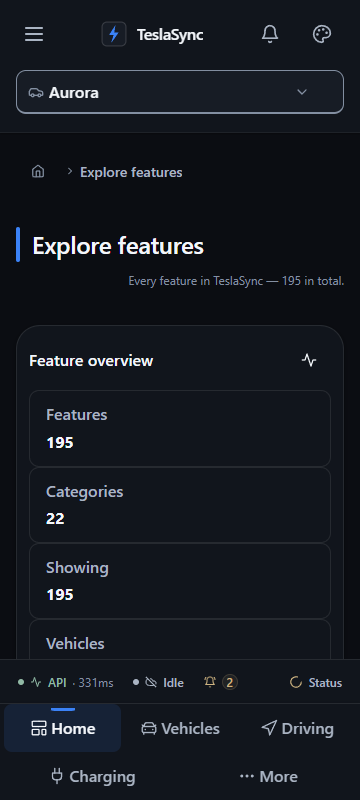 TeslaSync
Aurora
Explore features
Explore features
Every feature in TeslaSync — 195 in total.
Feature overview
Features
195
Categories
22
Showing
195
Vehicles
API · 331ms Idle 2 Status
Home Vehicles Driving
Charging More